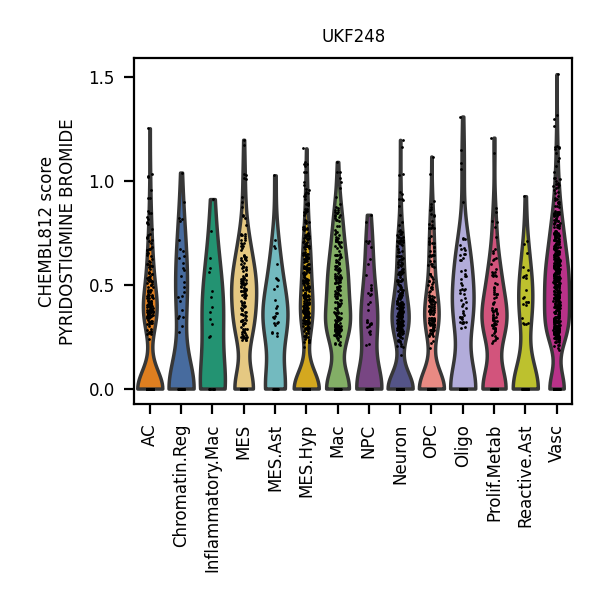 UKF248
CHEMBL812 score
PYRIDOSTIGMINE BROMIDE
1.5
1.0
0.5
0.0
AC
Chromatin.Reg
Inflammatory.Mac
MES
MES.Ast
MES.Hyp
Mac
NPC
Neuron
OPC
Oligo
Prolif.Metab
Reactive.Ast
Vasc